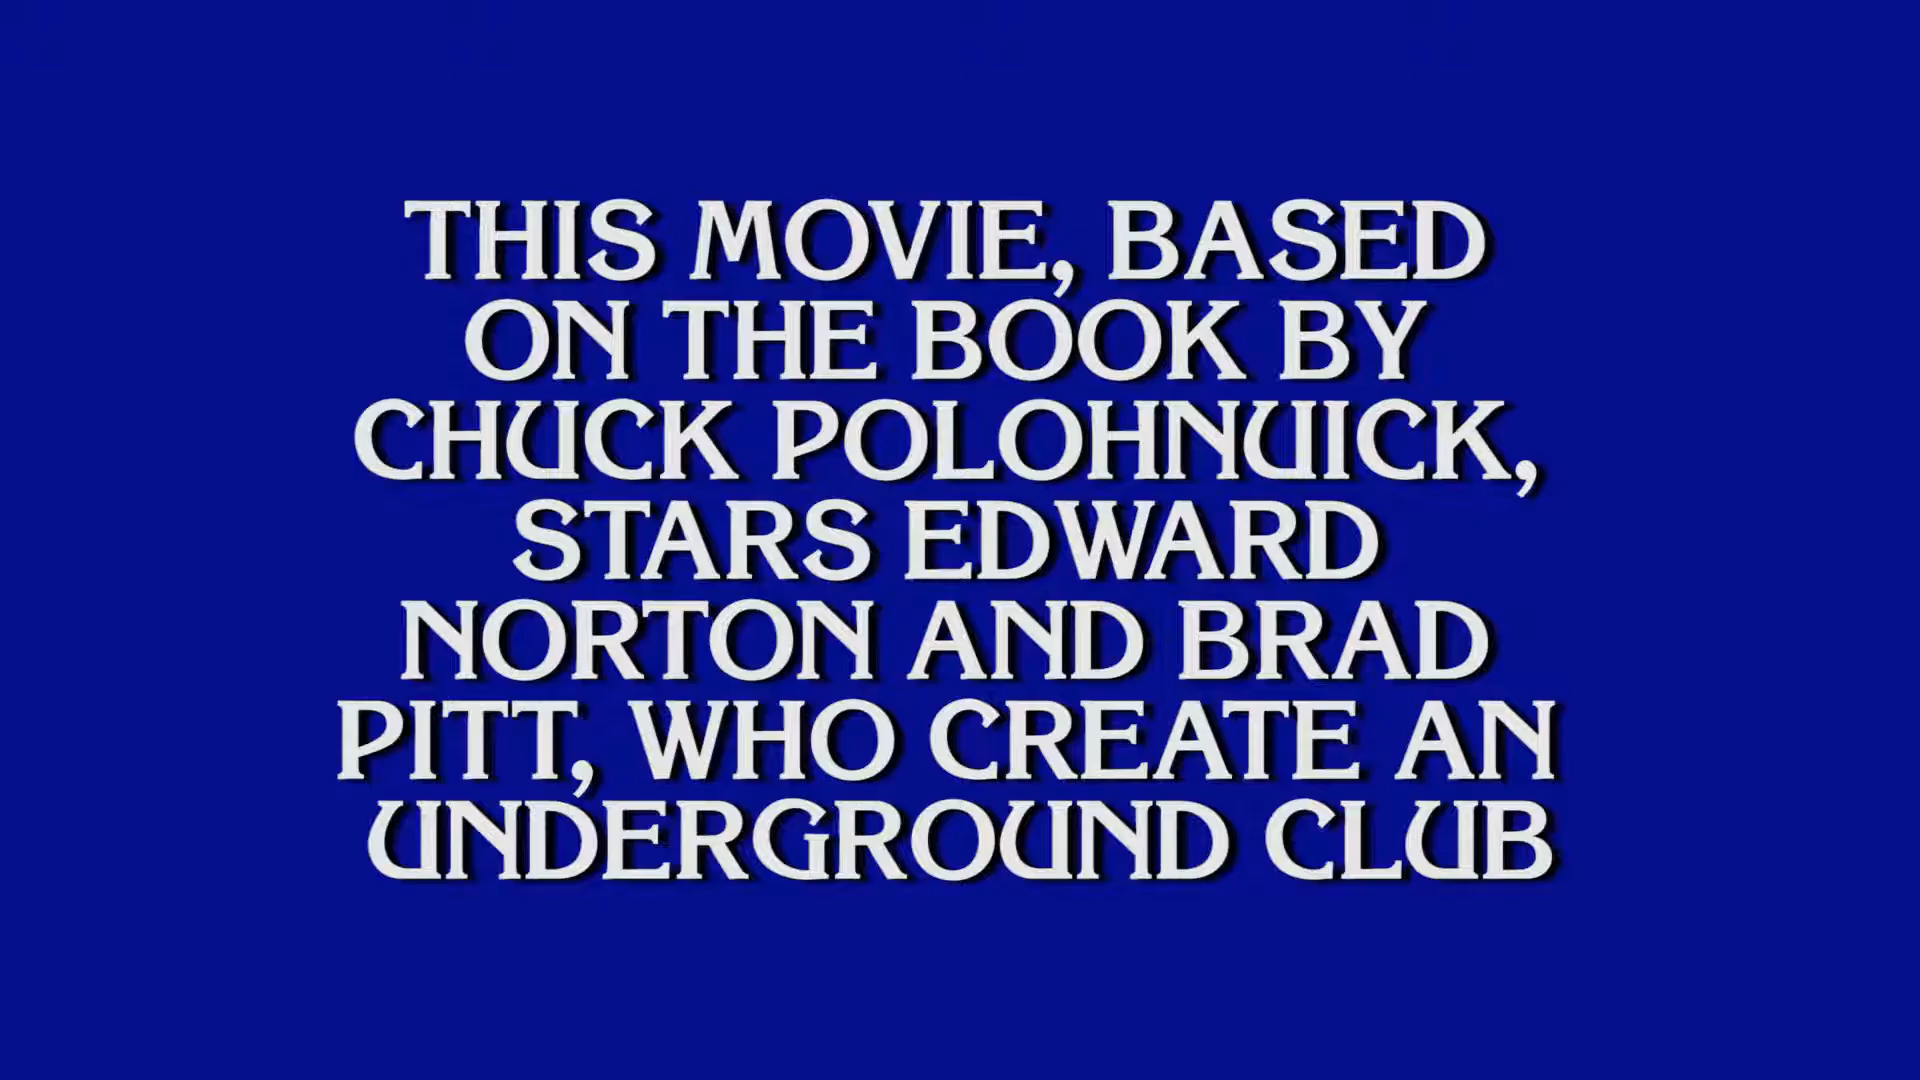 THIS MOVIE, BASED
ON THE BOOK BY
CHUCK POLOHNUICK,
STARS EDWARD
NORTON AND BRAD
PITT, WHO CREATE AN
UNDERGROUND CLUB